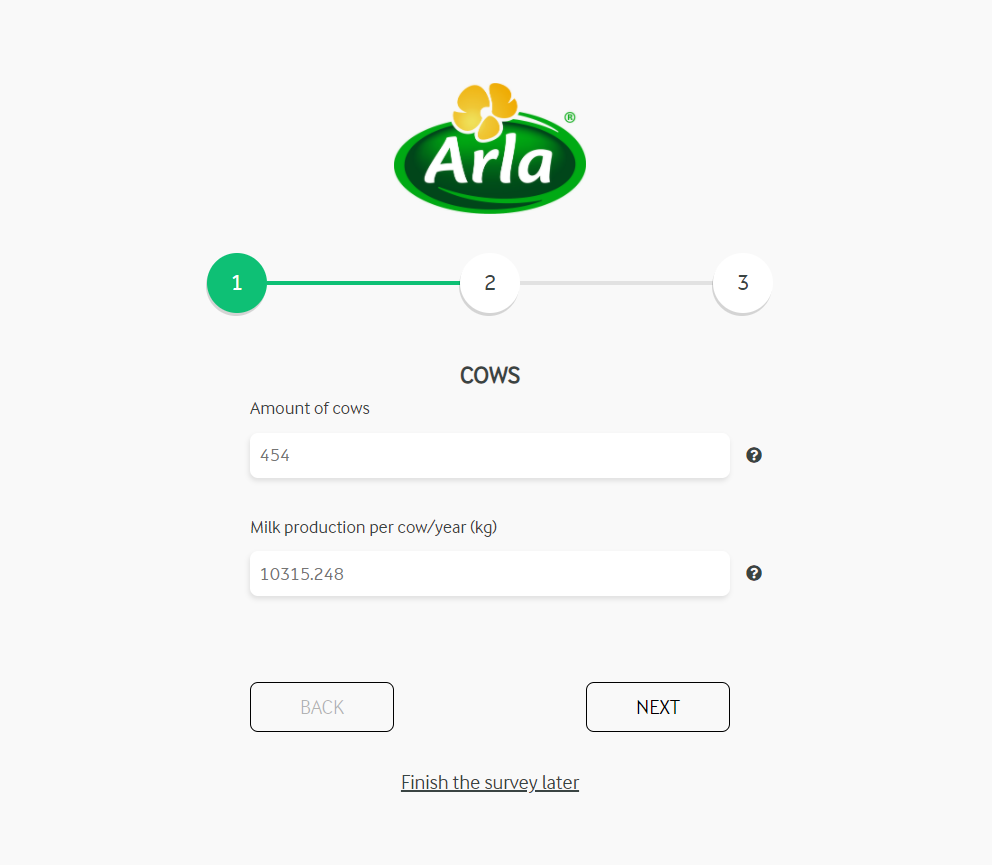 Arla®
1
2
3
COWS
Amount of cows
454
?
Milk production per cow/year (kg)
10315.248
?
BACK
NEXT
Finish the survey later